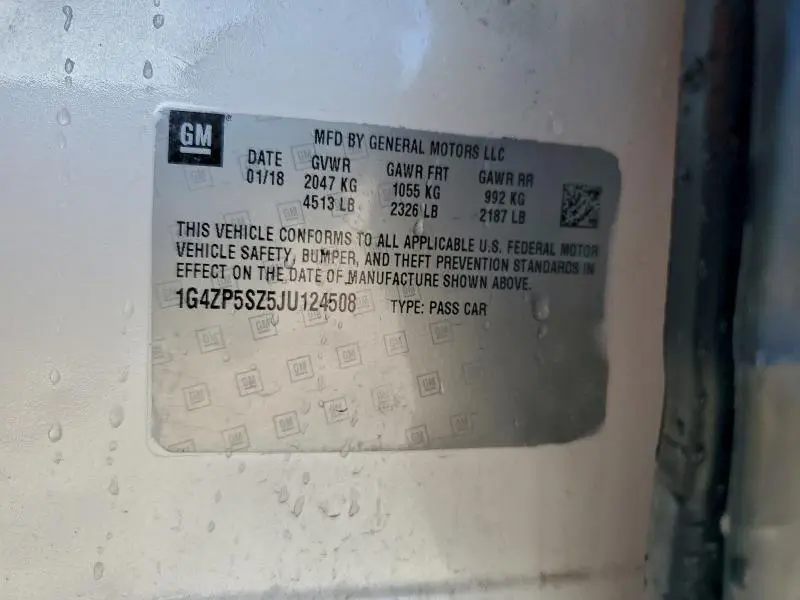 GM
MFD BY GENERAL MOTORS LLC
DATE GVWR GAWR FRT GAWR RR
01/18 2047 KG 1055 KG 992 KG
4513 LB 2326 LB 2187 LB
THIS VEHICLE CONFORMS TO ALL APPLICABLE U.S. FEDERAL MOTOR
VEHICLE SAFETY, BUMPER, AND THEFT PREVENTION STANDARDS IN
EFFECT ON THE DATE OF MANUFACTURE SHOWN ABOVE.
1G4ZP5SZ5JU124508 TYPE: PASS CAR